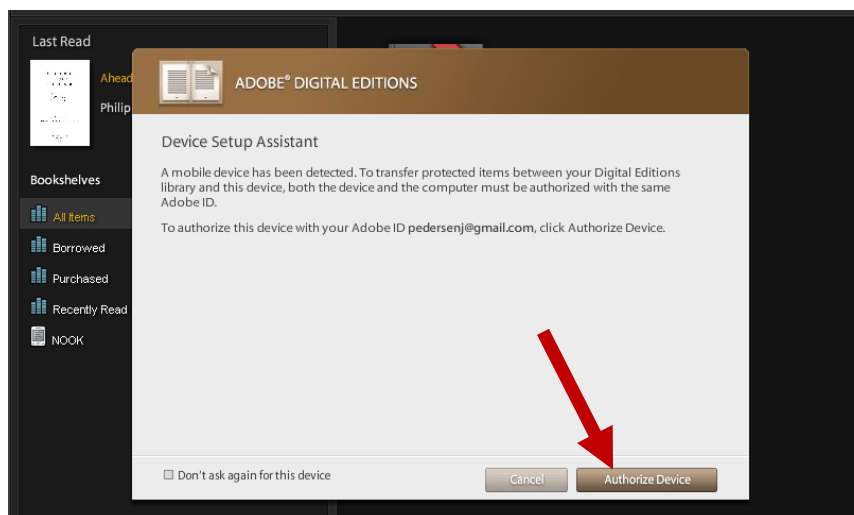 Last Read
Ahead
Philip
Bookshelves
All Items
Borrowed
Purchased
Recently Read
NOOK
ADOBE® DIGITAL EDITIONS
Device Setup Assistant
A mobile device has been detected. To transfer protected items between your Digital Editions
library and this device, both the device and the computer must be authorized with the same
Adobe ID.
To authorize this device with your Adobe ID pedersenj@gmail.com, click Authorize Device.
Don't ask again for this device
Cancel
Authorize Device